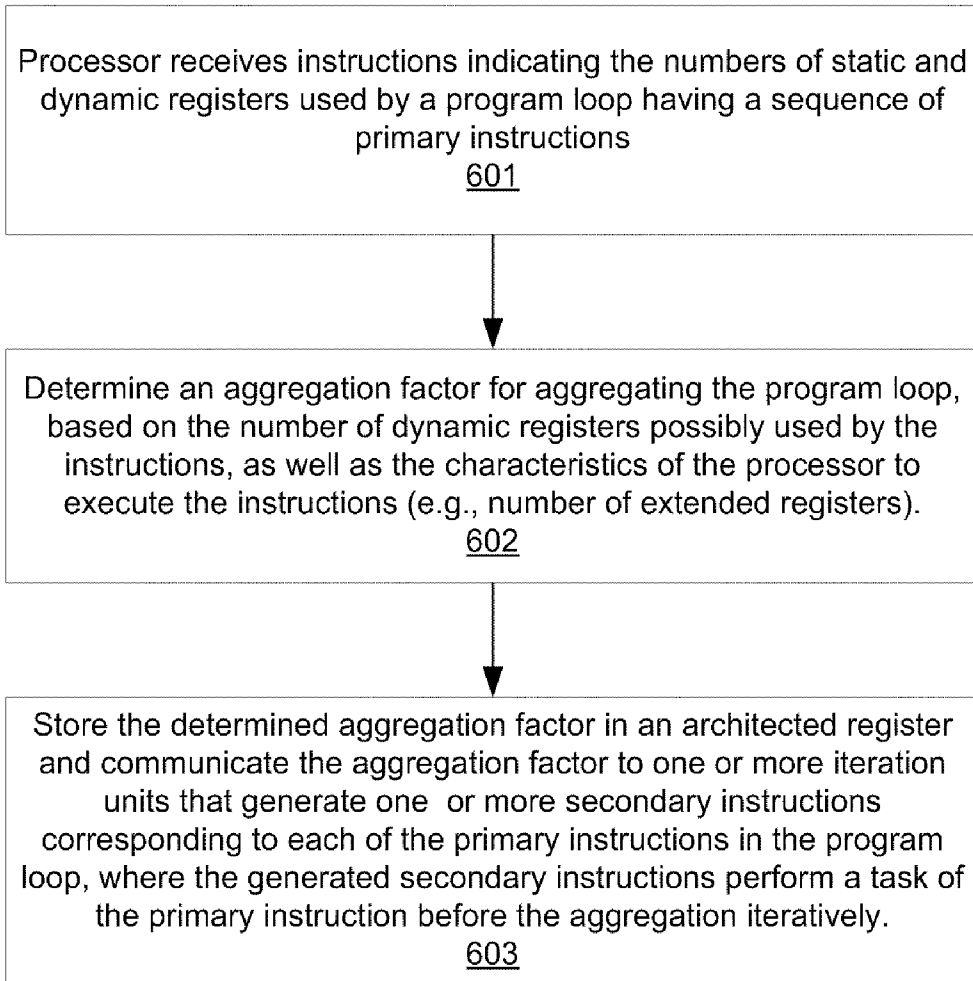 Processor receives instructions indicating the numbers of static and
dynamic registers used by a program loop having a sequence of
primary instructions
601
Determine an aggregation factor for aggregating the program loop,
based on the number of dynamic registers possibly used by the
instructions, as well as the characteristics of the processor to
execute the instructions (e.g., number of extended registers).
602
Store the determined aggregation factor in an architected register
and communicate the aggregation factor to one or more iteration
units that generate one or more secondary instructions
corresponding to each of the primary instructions in the program
loop, where the generated secondary instructions perform a task of
the primary instruction before the aggregation iteratively.
603